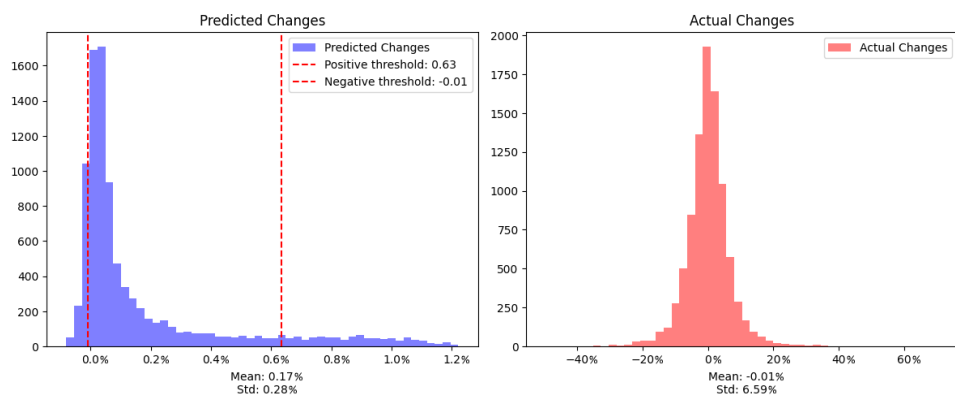 Predicted Changes
Predicted Changes
Positive threshold: 0.63
Negative threshold: -0.01
1600
1400
1200
1000
800
600
400
200
0
0.0% 0.2% 0.4% 0.6% 0.8% 1.0% 1.2%
Mean: 0.17%
Std: 0.28%
Actual Changes
Actual Changes
2000
1750
1500
1250
1000
750
500
250
0
−40% −20% 0% 20% 40% 60%
Mean: -0.01%
Std: 6.59%